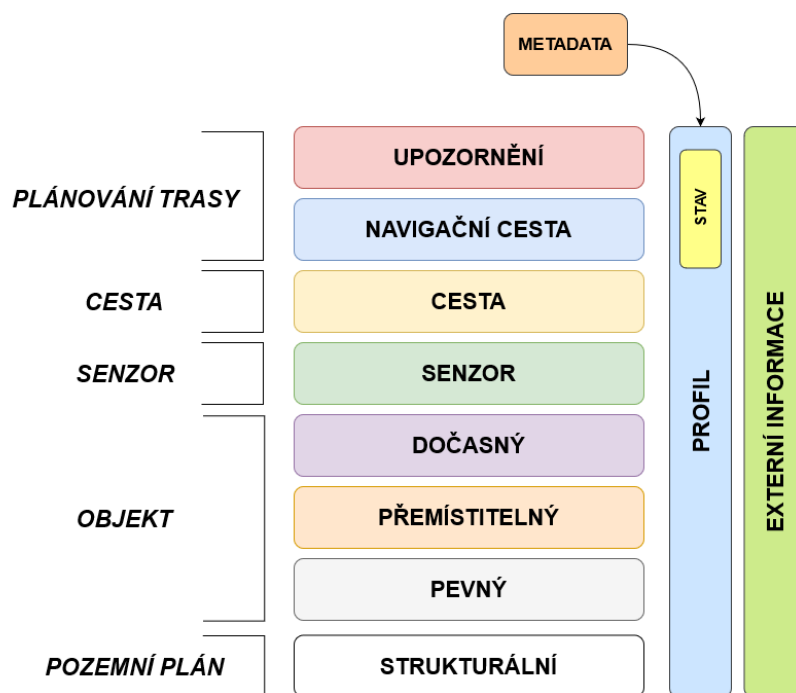 METADATA
PLÁNOVÁNÍ TRASY
UPOZORNĚNÍ
NAVIGAČNÍ CESTA
CESTA
CESTA
SENZOR
SENZOR
OBJEKT
DOČASNÝ
PŘEMÍSTITELNÝ
PEVNÝ
POZEMNÍ PLÁN
STRUKTURÁLNÍ
STAV
PROFIL
EXTERNÍ INFORMACE